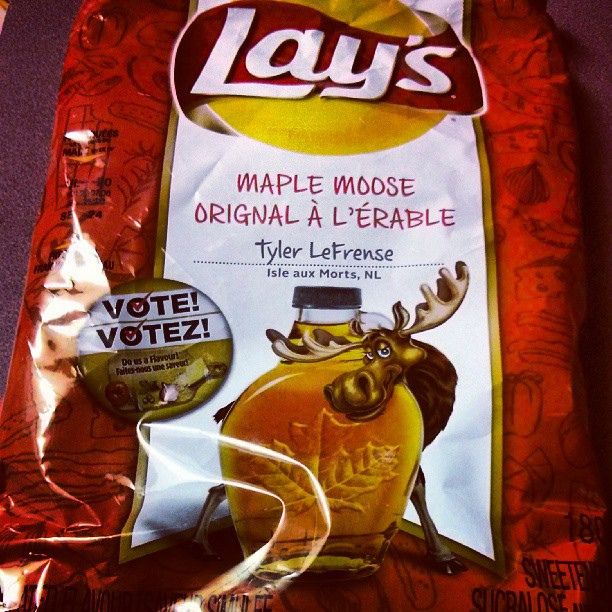 Lay's
MAPLE MOOSE
ORIGNAL À L'ÉRABLE
Tyler LeFrense
Isle aux Morts, NL
VOTE!
VOTEZ!
Do us a Flavour!
Faites-nous une saveur!
180
SWEETEN
SUCRALOSE